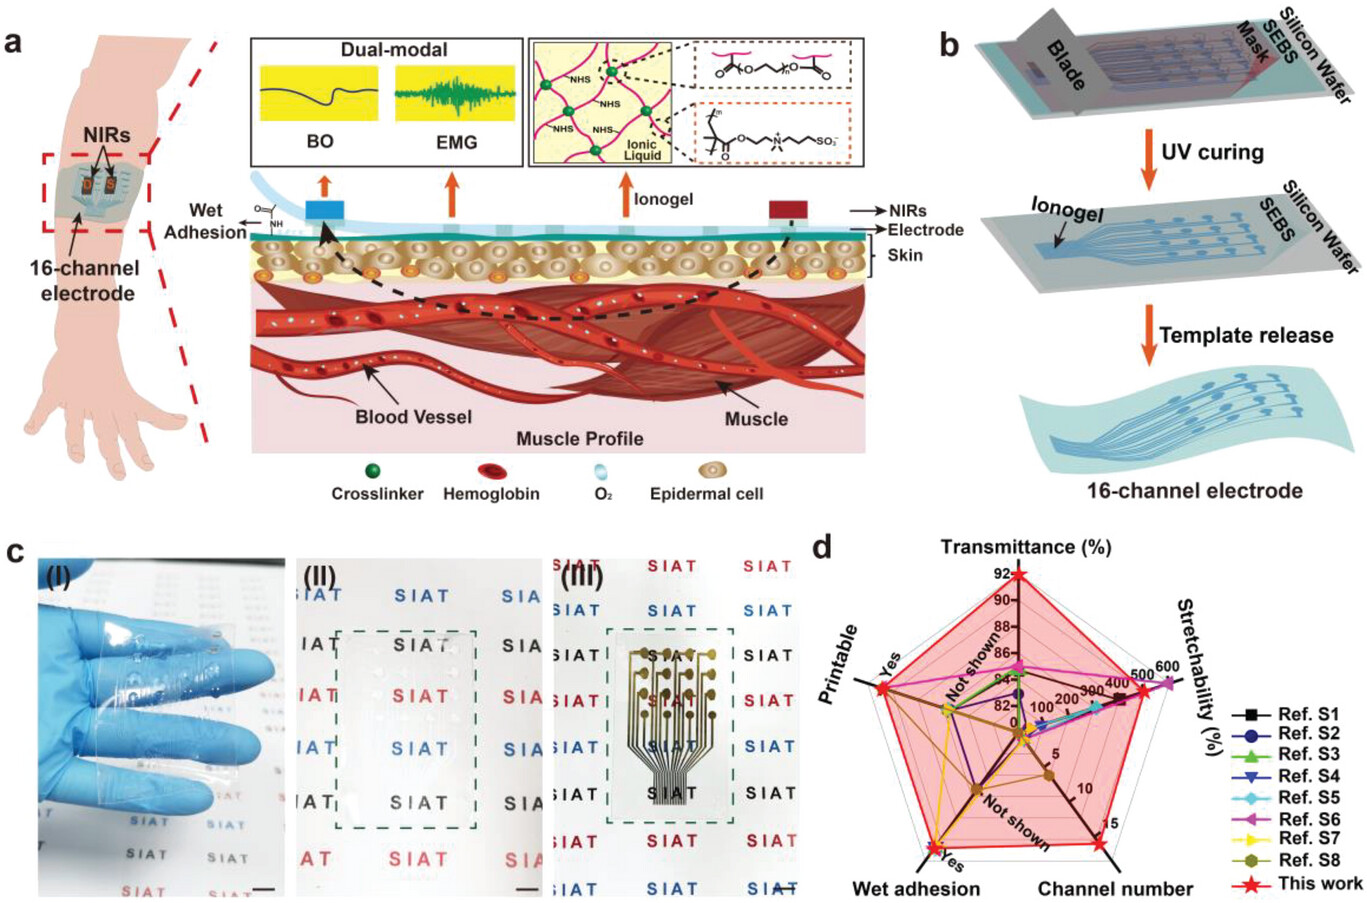 a
NIRs
D S
16-channel
electrode
Dual-modal
BO
EMG
NHS
NHS
NHS
Ionic
Liquid
O
O
m
O
O
m
O
O
N+
SO3-
Wet
Adhesion
O
NH
Ionogel
NIRs
Electrode
Skin
Blood Vessel
Muscle
Muscle Profile
Crosslinker
Hemoglobin
O2
Epidermal cell
b
Blade
Mask
SEBS
Silicon Wafer
UV curing
Ionogel
SEBS
Silicon Wafer
Template release
16-channel electrode
c
(I)
SIAT
SIAT
SIAT
SIAT
(II)
SIAT SIAT SIA
IAT SIAT SIA
IAT SIAT SIA
IAT SIAT SIA
IAT SIAT SIA
AT SIAT SIA
(III)
SIAT SIAT SIAT
SIAT SIAT SIAT
SIAT SIAT SIAT
SIAT SIAT SIAT
SIAT SIAT SIAT
SIAT SIAT SIAT
SIAT SIAT SIAT
SIAT SIAT SIAT
d
Transmittance (%)
92
90
88
86
84
82
0
Stretchability (%)
100
200
300
400
500
600
Channel number
5
10
15
Wet adhesion
Not shown
Yes
Printable
Not shown
Yes
Ref. S1
Ref. S2
Ref. S3
Ref. S4
Ref. S5
Ref. S6
Ref. S7
Ref. S8
This work